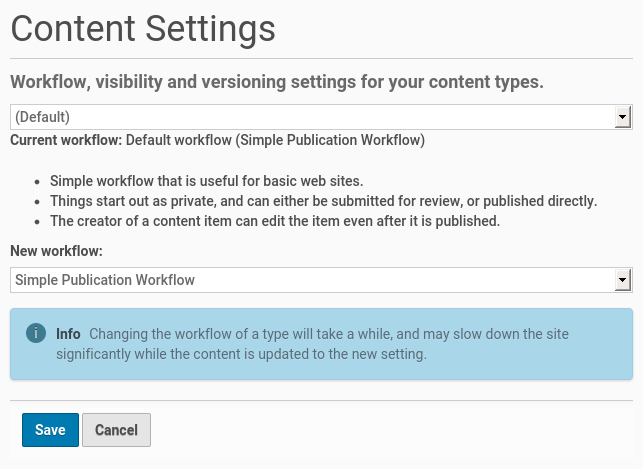 Content Settings
Workflow, visibility and versioning settings for your content types.
(Default)
Current workflow: Default workflow (Simple Publication Workflow)
• Simple workflow that is useful for basic web sites.
• Things start out as private, and can either be submitted for review, or published directly.
• The creator of a content item can edit the item even after it is published.
New workflow:
Simple Publication Workflow
i Info Changing the workflow of a type will take a while, and may slow down the site
significantly while the content is updated to the new setting.
Save Cancel